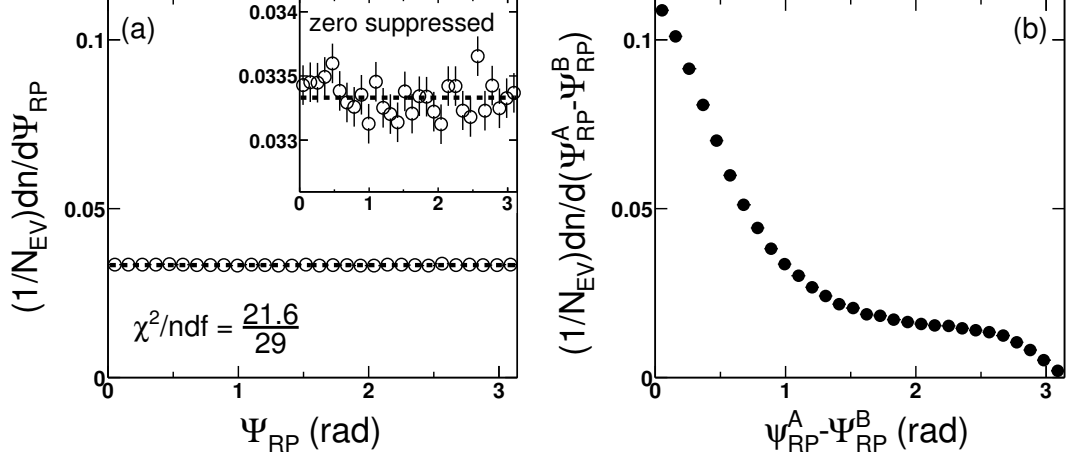 (a)
zero suppressed
0.034
0.0335
0.033
0 1 2 3
0.1
0.05
0
(1/N_EV)dn/dΨ_RP
χ²/ndf = 21.6/29
0 1 2 3
Ψ_RP (rad)
(b)
0.1
0.05
0
(1/N_EV)dn/d(Ψ^A_RP-Ψ^B_RP)
0 1 2 3
ψ^A_RP-Ψ^B_RP (rad)